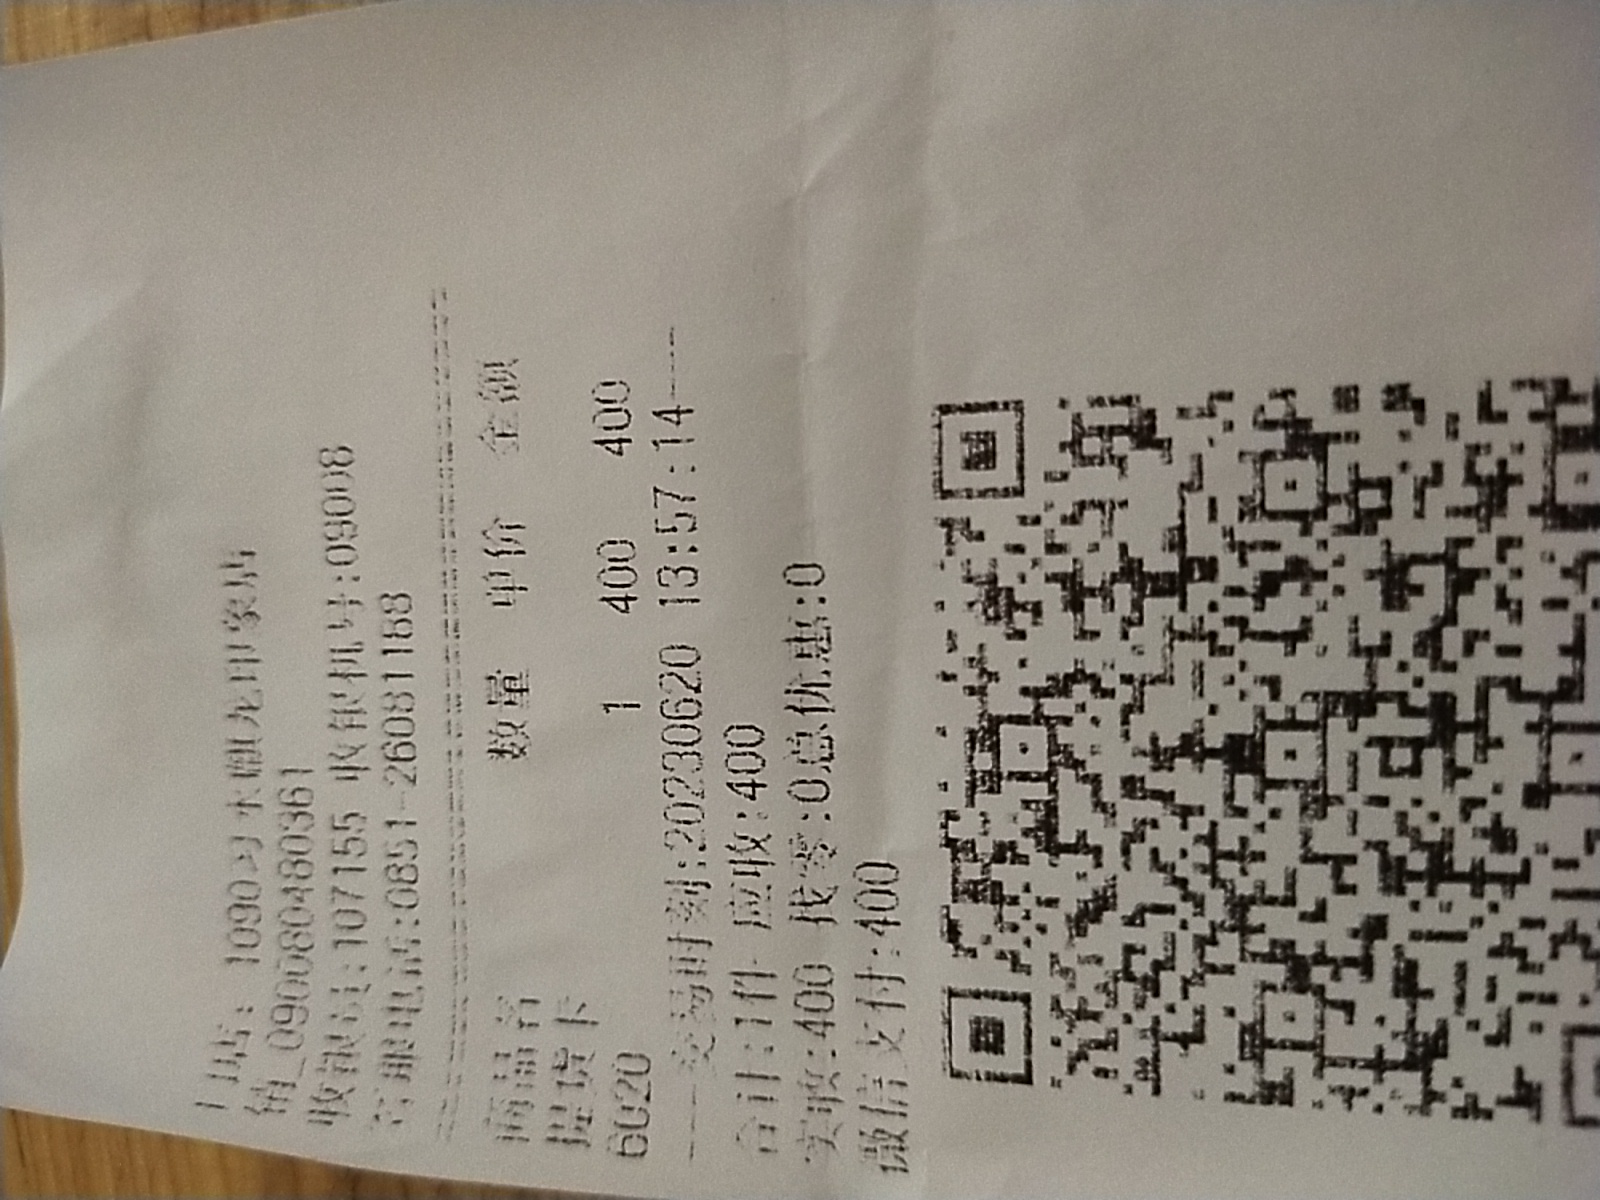 门店: 1090习水麒龙印象店
销_0900804803661
收银员:107155 收银机号:09008
客服电话:0851-26081188
商品名 数量 单价 金额
提货卡
6020 1 400 400
----交易时刻:20230620 13:57:14----
合计:1件 应收:400
实收:400 找零:0总优惠:0
微信支付:400